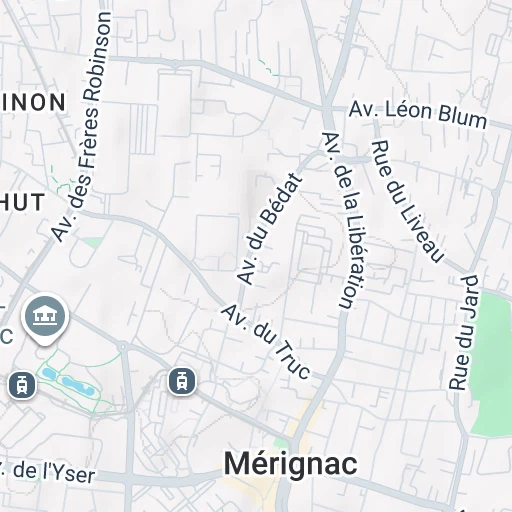 Av. des Frères Robinson
INON
Av. Léon Blum
Rue du Liveau
HUT
Av. du Bédat
Av. de la Libération
C
Av. du Truc
Rue du Jard
Mérignac
Y. de l'Yser